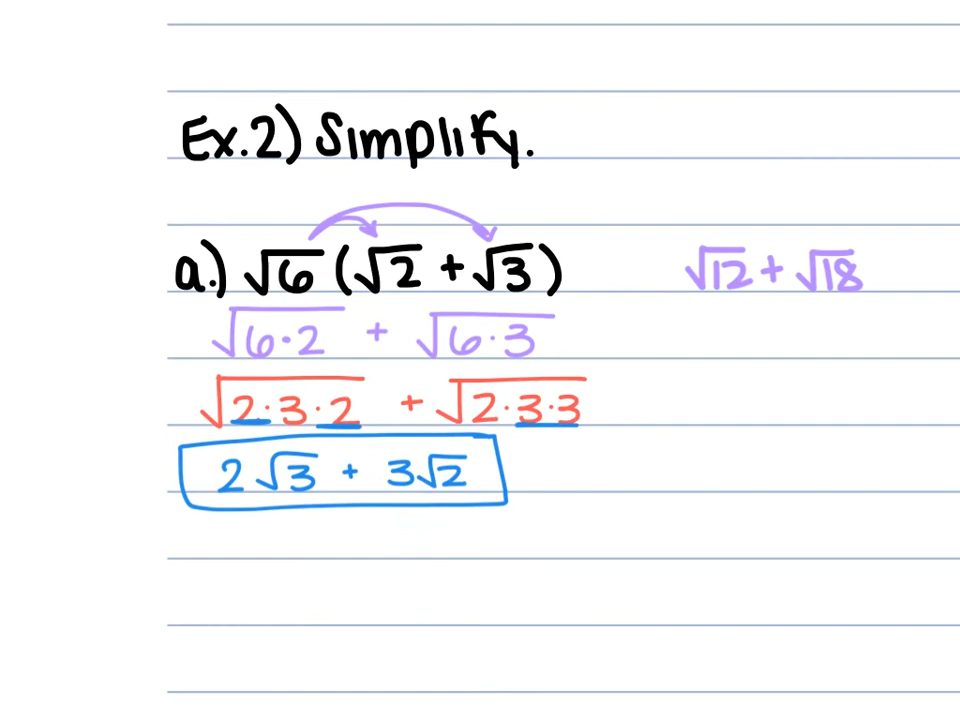 Ex.2) Simplify.
a.) √6 (√2 + √3) √12 + √18
√6·2 + √6·3
√2·3·2 + √2·3·3
2√3 + 3√2